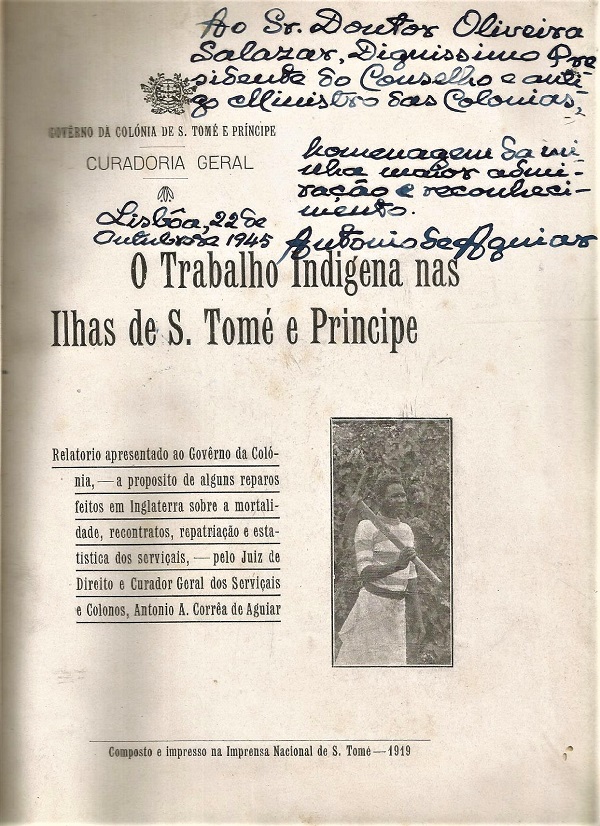 Ao Sr. Doutor Oliveira
Salazar, Dignissimo Pre
sidente do Conselho e anti-
go Ministro das Colonias,
homenagem da mi
nha maior admi-
ração e reconheci-
mento.
Lisbôa, 22 de
Outubro de 1945
Antonio de Aguiar
GOVÊRNO DA COLÓNIA DE S. TOMÉ E PRÍNCIPE
CURADORIA GERAL
O Trabalho Indigena nas
Ilhas de S. Tomé e Principe
Relatorio apresentado ao Govêrno da Coló-
nia, — a proposito de alguns reparos
feitos em Inglaterra sobre a mortali-
dade, recontratos, repatriação e esta-
tistica dos serviçais, — pelo Juiz de
Direito e Curador Geral dos Serviçais
e Colonos, Antonio A. Corrêa de Aguiar
Composto e impresso na Imprensa Nacional de S. Tomé — 1919